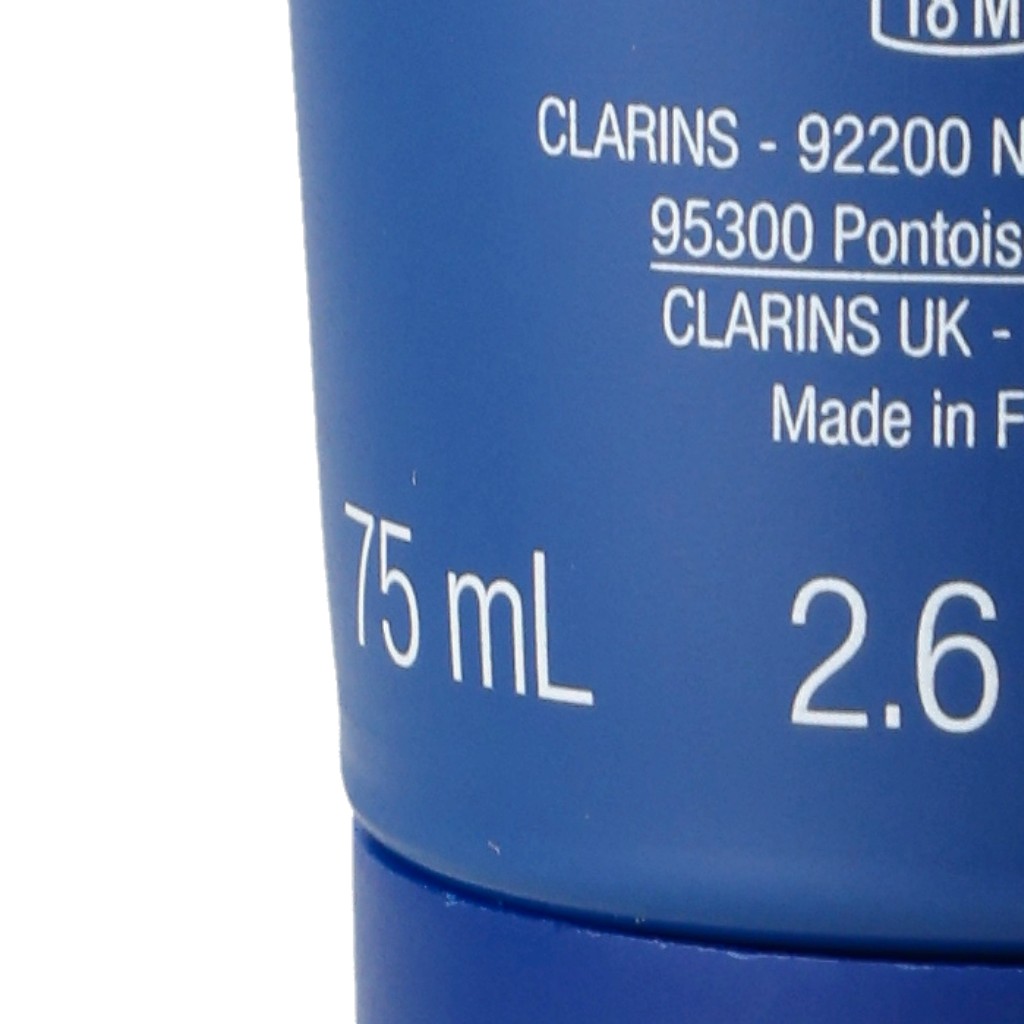 18 M
CLARINS - 92200 N
95300 Pontois
CLARINS UK -
Made in F
75 mL 2.6